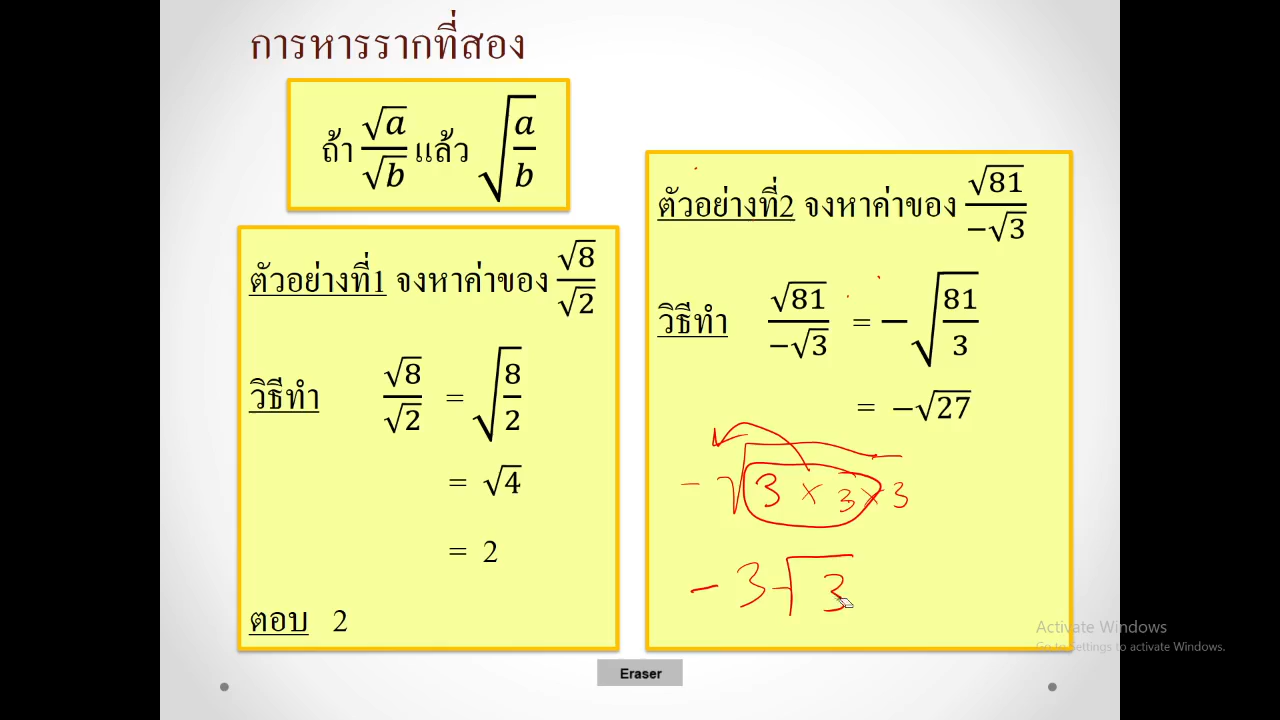 การหารรากที่สอง
ถ้า √a/√b แล้ว √(a/b)
ตัวอย่างที่1 จงหาค่าของ √8/√2
วิธีทำ √8/√2 = √(8/2)
= √4
= 2
ตอบ 2
ตัวอย่างที่2 จงหาค่าของ √81/−√3
วิธีทำ √81/−√3 = −√(81/3)
= −√27
−√(3 × 3 × 3)
−3√3
Activate Windows
Go to Settings to activate Windows.
Eraser